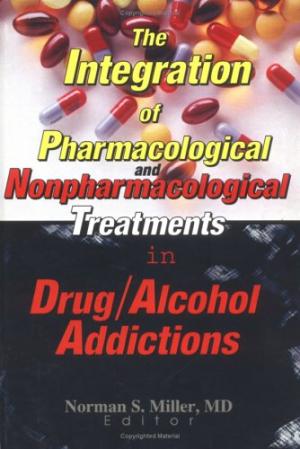 The
Integration
of
Pharmacological
and
Nonpharmacological
Treatments
in
Drug/Alcohol
Addictions
Norman S. Miller, MD
Editor